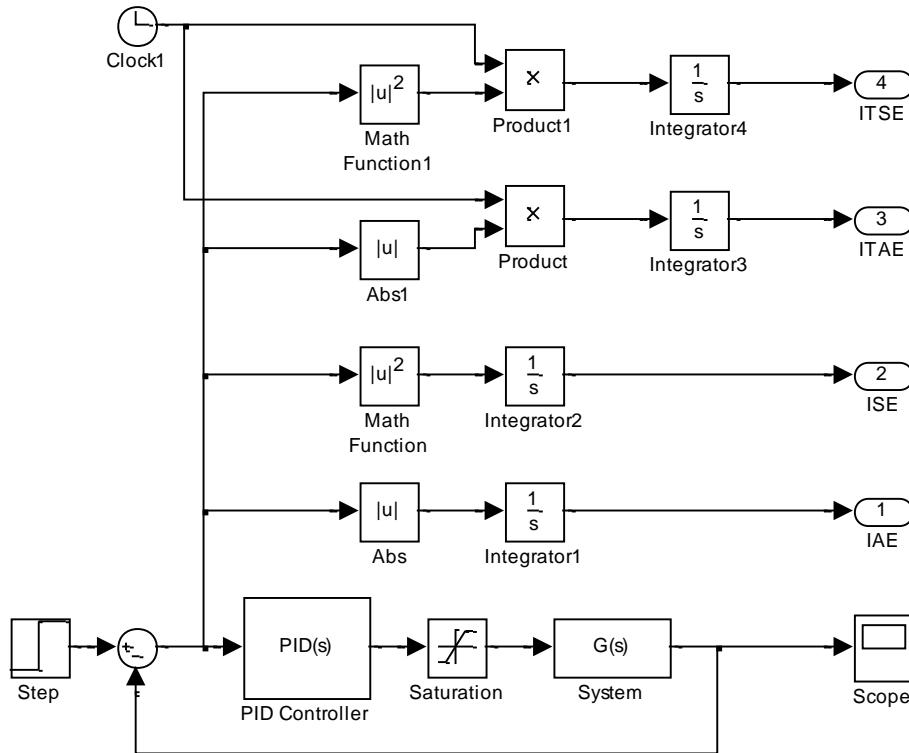 Clock1
|u|²
Math
Function1
×
Product1
1
s
Integrator4
4
ITSE
|u|
Abs1
×
Product
1
s
Integrator3
3
ITAE
|u|²
Math
Function
1
s
Integrator2
2
ISE
|u|
Abs
1
s
Integrator1
1
IAE
Step
PID(s)
PID Controller
Saturation
G(s)
System
Scope